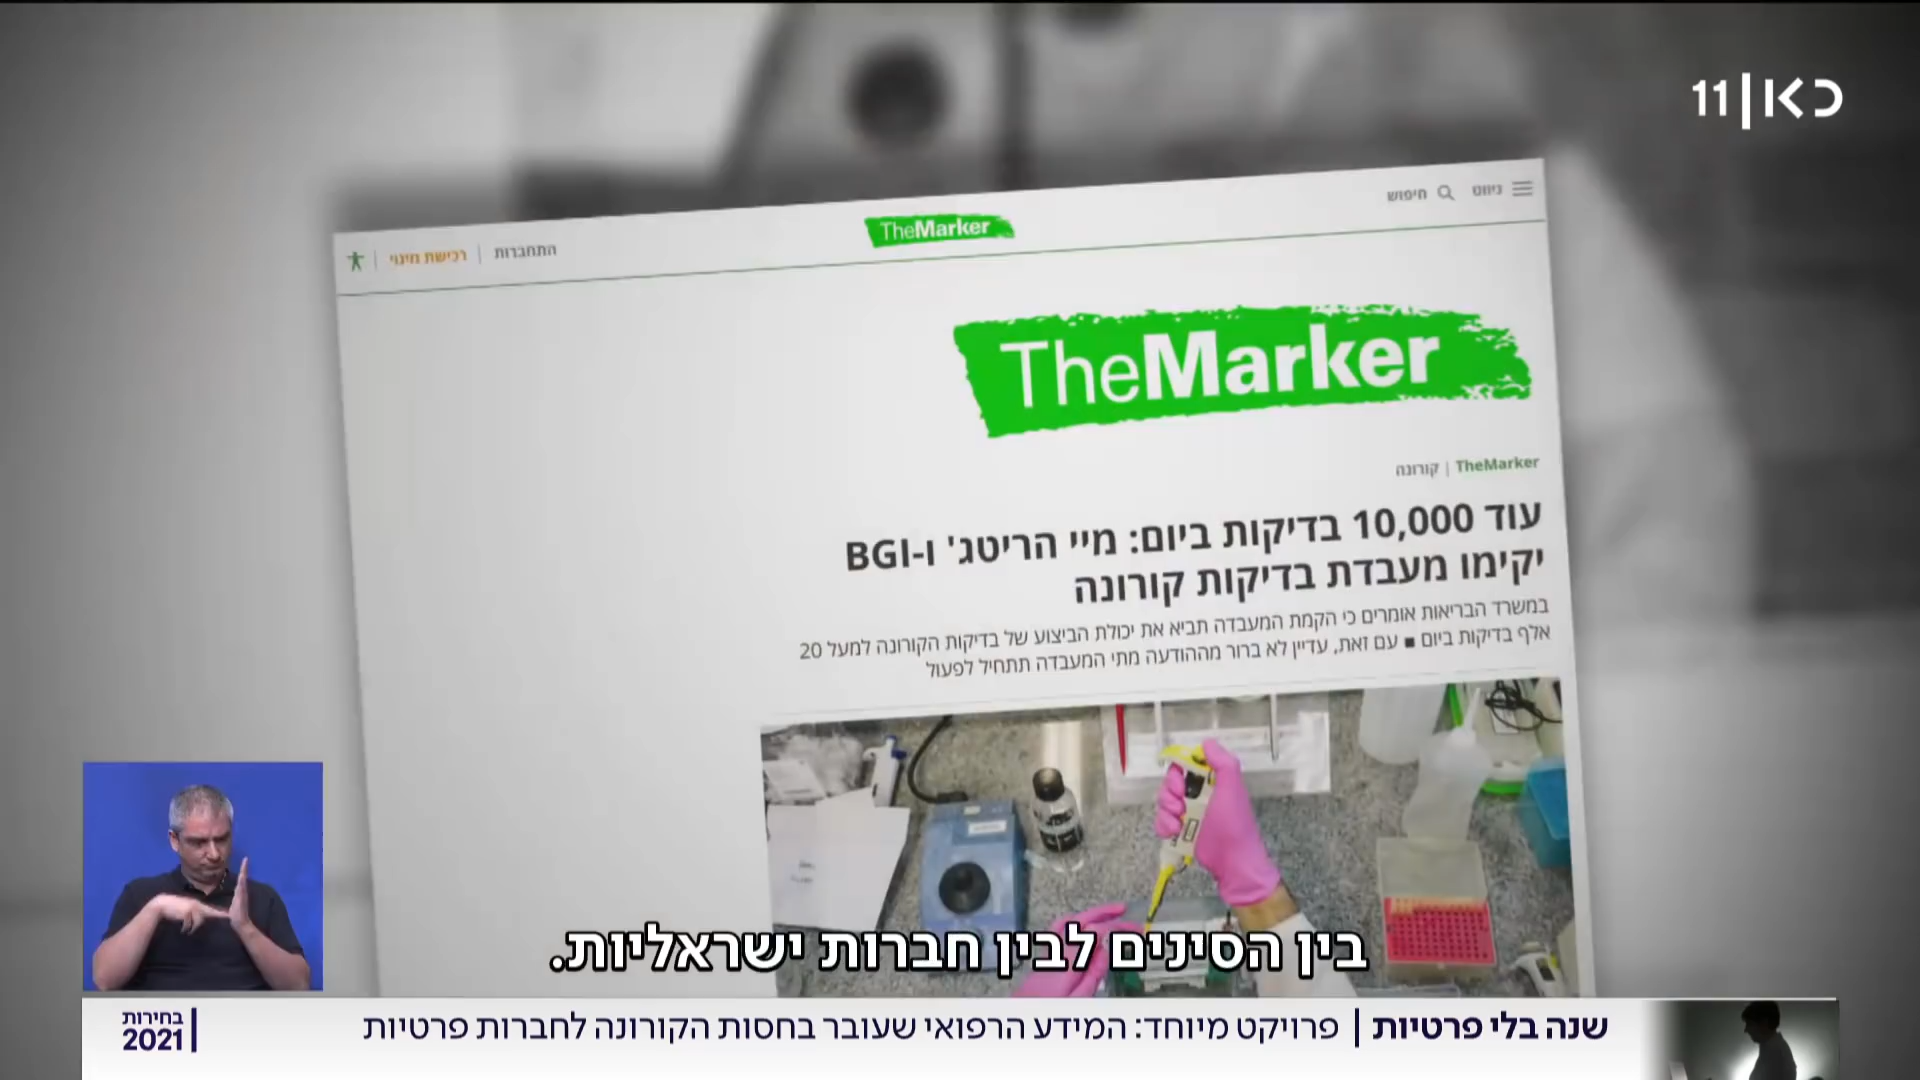 כאן 11
ניווט
חיפוש
TheMarker
התחברות | רכישת מינוי
TheMarker
TheMarker | קורונה
עוד 10,000 בדיקות ביום: מיי הריטג' ו-BGI
יקימו מעבדת בדיקות קורונה
במשרד הבריאות אומרים כי הקמת המעבדה תביא את יכולת הביצוע של בדיקות הקורונה למעל 20
אלף בדיקות ביום ■ עם זאת, עדיין לא ברור מההודעה מתי המעבדה תתחיל לפעול
בין הסינים לבין חברות ישראליות.
שנה בלי פרטיות | פרויקט מיוחד: המידע הרפואי שעובר בחסות הקורונה לחברות פרטיות
בחירות
2021